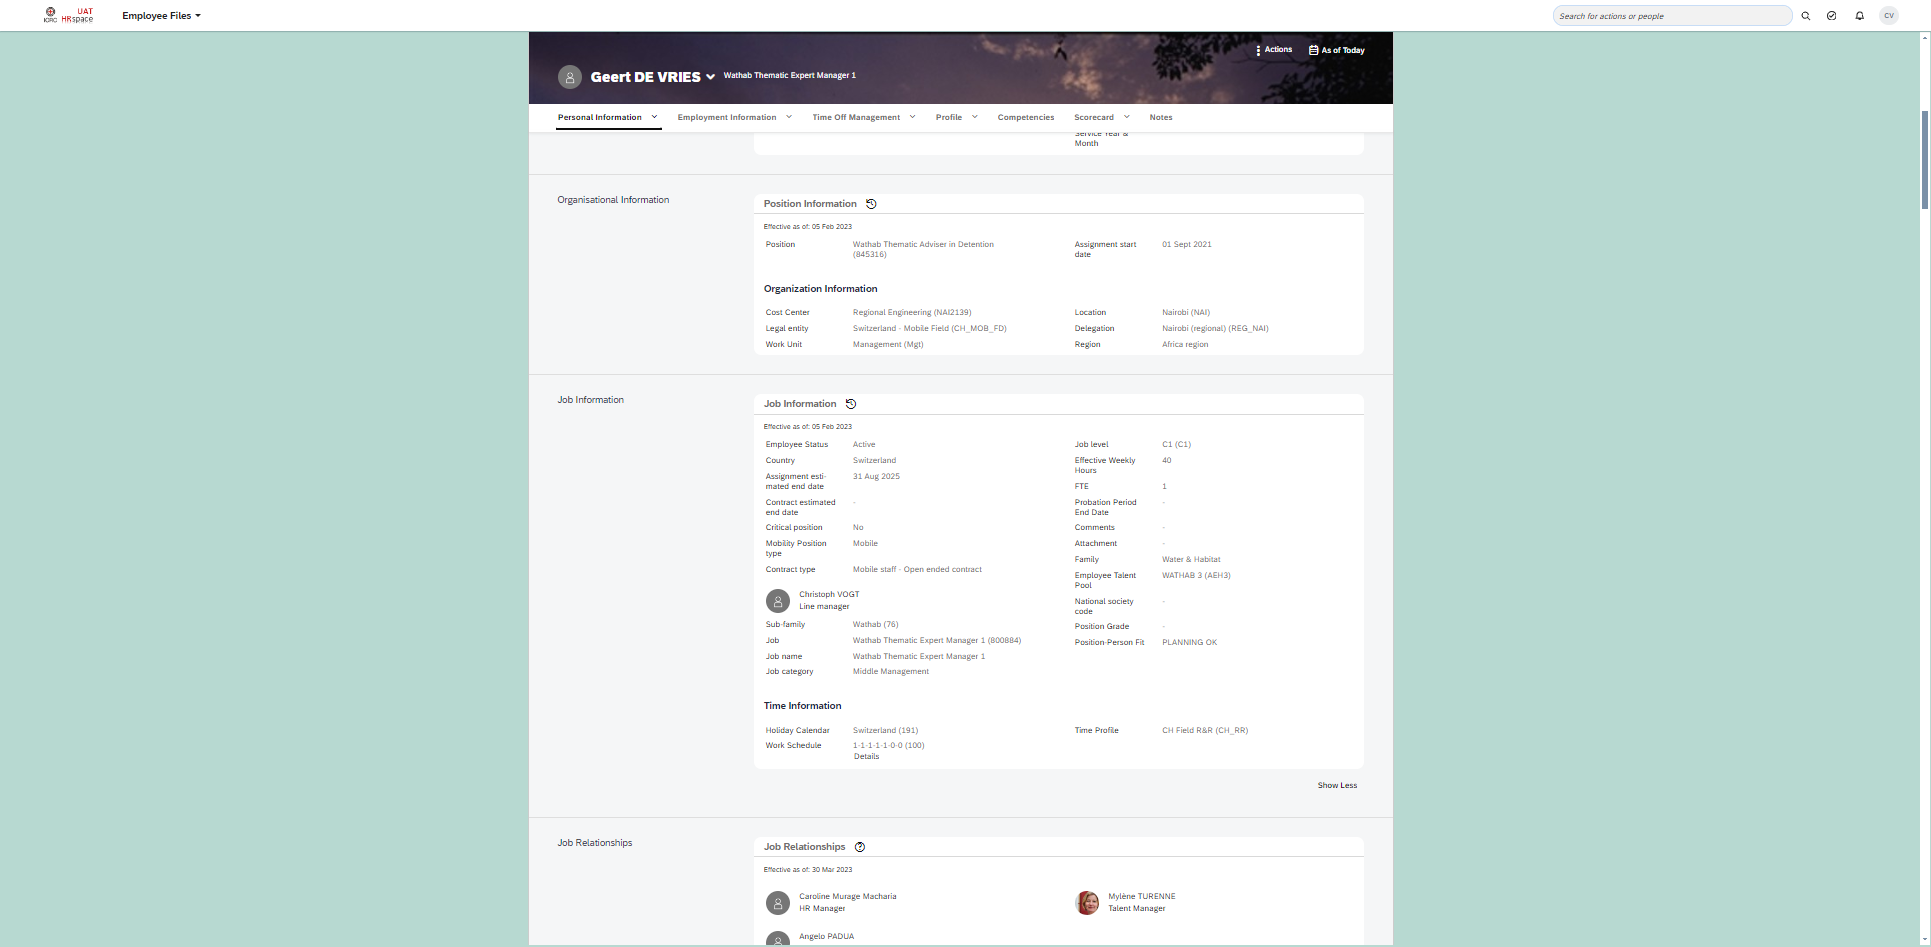 ICRC
UAT
HRspace
Employee Files
Search for actions or people
CV
Actions
As of Today
Geert DE VRIES
Wathab Thematic Expert Manager 1
Personal Information
Employment Information
Time Off Management
Profile
Competencies
Scorecard
Notes
Service Year &
Month
Organisational Information
Position Information
Effective as of: 05 Feb 2023
Position
Wathab Thematic Adviser in Detention
(845316)
Assignment start
date
01 Sept 2021
Organization Information
Cost Center
Regional Engineering (NAI2139)
Location
Nairobi (NAI)
Legal entity
Switzerland - Mobile Field (CH_MOB_FD)
Delegation
Nairobi (regional) (REG_NAI)
Work Unit
Management (Mgt)
Region
Africa region
Job Information
Job Information
Effective as of: 05 Feb 2023
Employee Status
Active
Country
Switzerland
Assignment esti-
mated end date
31 Aug 2025
Contract estimated
end date
-
Critical position
No
Mobility Position
type
Mobile
Contract type
Mobile staff - Open ended contract
Christoph VOGT
Line manager
Sub-family
Wathab (76)
Job
Wathab Thematic Expert Manager 1 (800884)
Job name
Wathab Thematic Expert Manager 1
Job category
Middle Management
Job level
C1 (C1)
Effective Weekly
Hours
40
FTE
1
Probation Period
End Date
-
Comments
-
Attachment
-
Family
Water & Habitat
Employee Talent
Pool
WATHAB 3 (AEH3)
National society
code
-
Position Grade
-
Position-Person Fit
PLANNING OK
Time Information
Holiday Calendar
Switzerland (191)
Time Profile
CH Field R&R (CH_RR)
Work Schedule
1-1-1-1-1-0-0 (100)
Details
Show Less
Job Relationships
Job Relationships
Effective as of: 30 Mar 2023
Caroline Murage Macharia
HR Manager
Mylène TURENNE
Talent Manager
Angelo PADUA